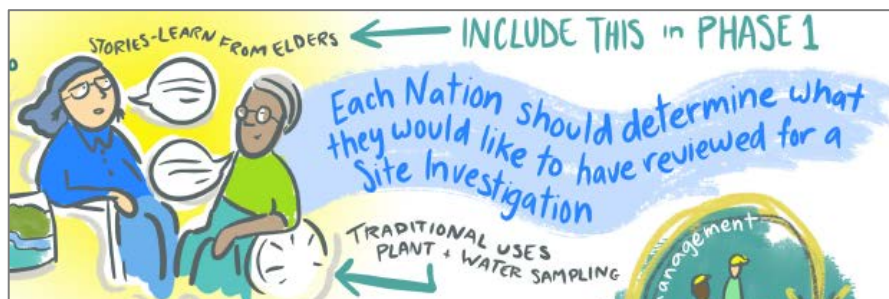 STORIES-LEARN FROM ELDERS
INCLUDE THIS in PHASE 1
Each Nation should determine what
they would like to have reviewed for a
Site Investigation
TRADITIONAL USES
PLANT + WATER SAMPLING
management